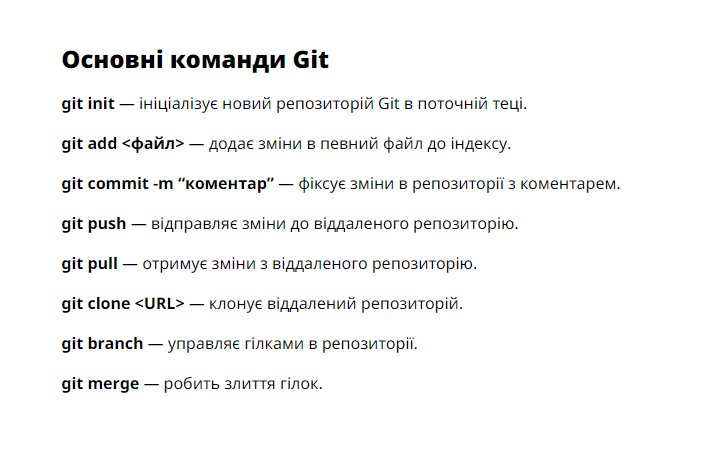 Основні команди Git
git init — ініціалізує новий репозиторій Git в поточній теці.
git add <файл> — додає зміни в певний файл до індексу.
git commit -m “коментар” — фіксує зміни в репозиторії з коментарем.
git push — відправляє зміни до віддаленого репозиторію.
git pull — отримує зміни з віддаленого репозиторію.
git clone <URL> — клонує віддалений репозиторій.
git branch — управляє гілками в репозиторії.
git merge — робить злиття гілок.